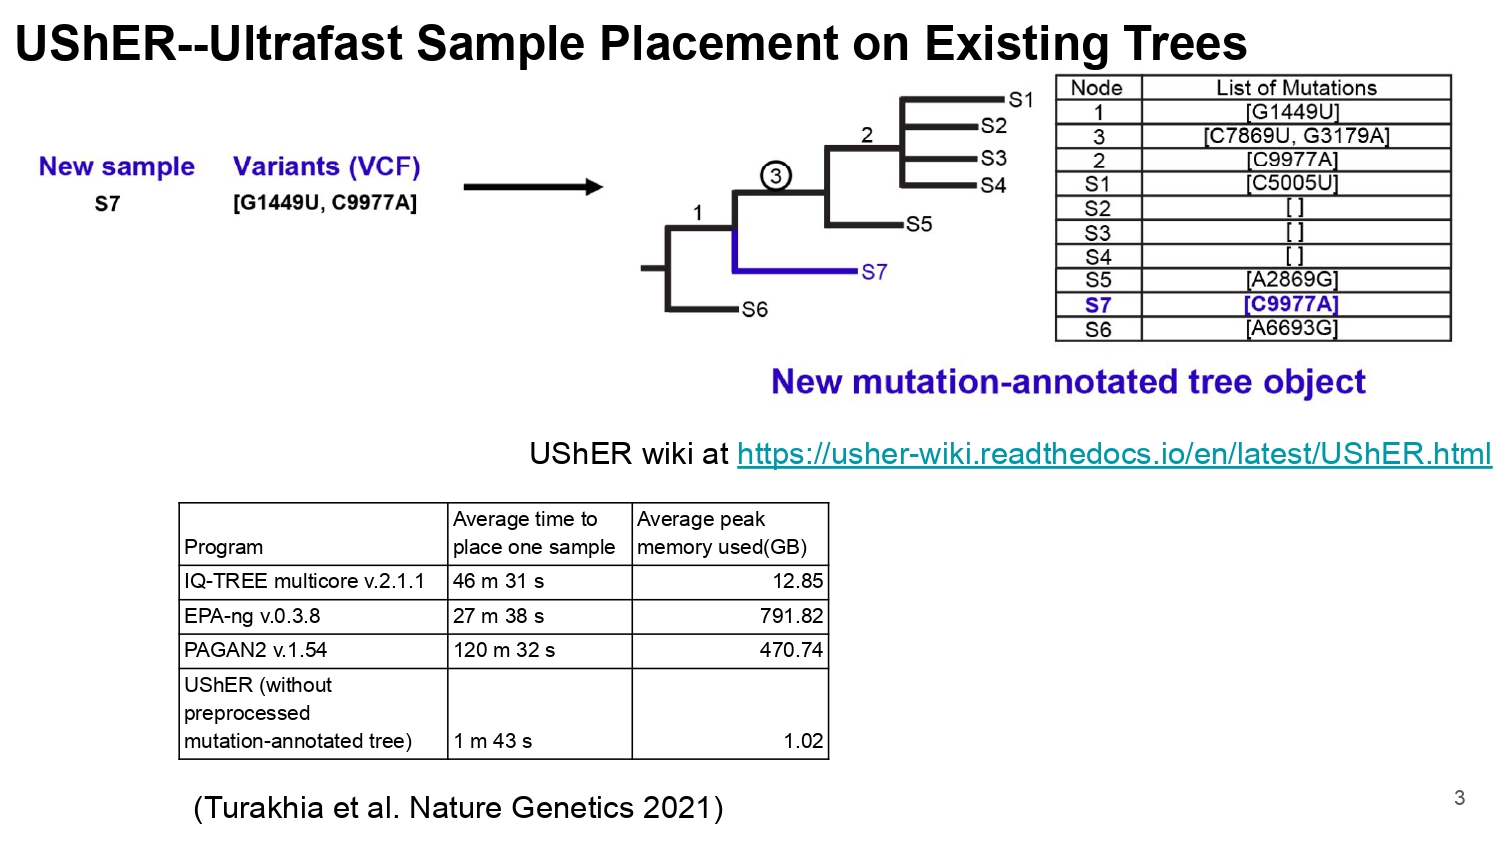 UShER--Ultrafast Sample Placement on Existing Trees
New sample Variants (VCF)
S7 [G1449U, C9977A]
1
3
2
S1
S2
S3
S4
S5
S7
S6
Node List of Mutations
1 [G1449U]
3 [C7869U, G3179A]
2 [C9977A]
S1 [C5005U]
S2 [ ]
S3 [ ]
S4 [ ]
S5 [A2869G]
S7 [C9977A]
S6 [A6693G]
New mutation-annotated tree object
UShER wiki at https://usher-wiki.readthedocs.io/en/latest/UShER.html
Program Average time to place one sample Average peak memory used(GB)
IQ-TREE multicore v.2.1.1 46 m 31 s 12.85
EPA-ng v.0.3.8 27 m 38 s 791.82
PAGAN2 v.1.54 120 m 32 s 470.74
UShER (without
preprocessed
mutation-annotated tree) 1 m 43 s 1.02
(Turakhia et al. Nature Genetics 2021)
3